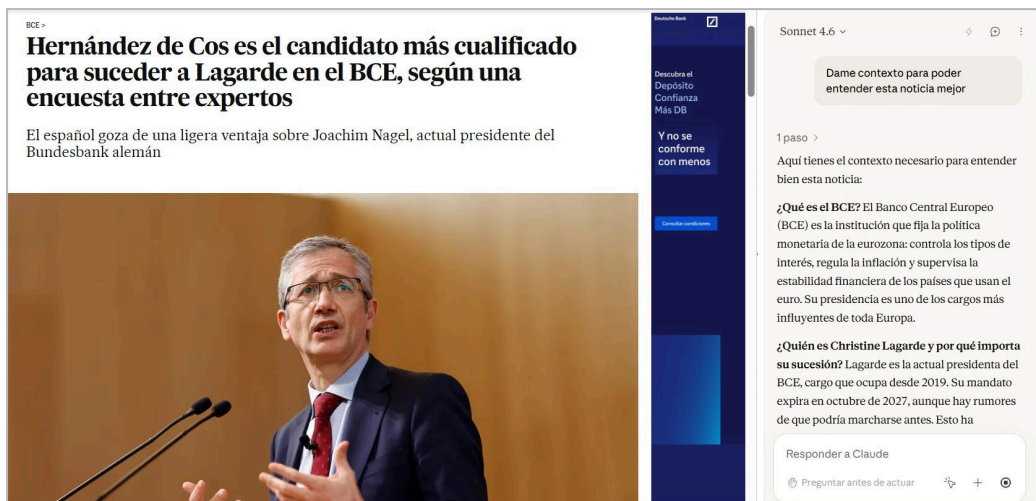 BCE >
Hernández de Cos es el candidato más cualificado
para suceder a Lagarde en el BCE, según una
encuesta entre expertos
El español goza de una ligera ventaja sobre Joachim Nagel, actual presidente del
Bundesbank alemán
Deutsche Bank
Descubra el
Depósito
Confianza
Más DB
Y no se
conforme
con menos
Consultar condiciones
Sonnet 4.6
Dame contexto para poder
entender esta noticia mejor
1 paso >
Aquí tienes el contexto necesario para entender
bien esta noticia:
¿Qué es el BCE? El Banco Central Europeo
(BCE) es la institución que fija la política
monetaria de la eurozona: controla los tipos de
interés, regula la inflación y supervisa la
estabilidad financiera de los países que usan el
euro. Su presidencia es uno de los cargos más
influyentes de toda Europa.
¿Quién es Christine Lagarde y por qué importa
su sucesión? Lagarde es la actual presidenta del
BCE, cargo que ocupa desde 2019. Su mandato
expira en octubre de 2027, aunque hay rumores
de que podría marcharse antes. Esto ha
Responder a Claude
Preguntar antes de actuar